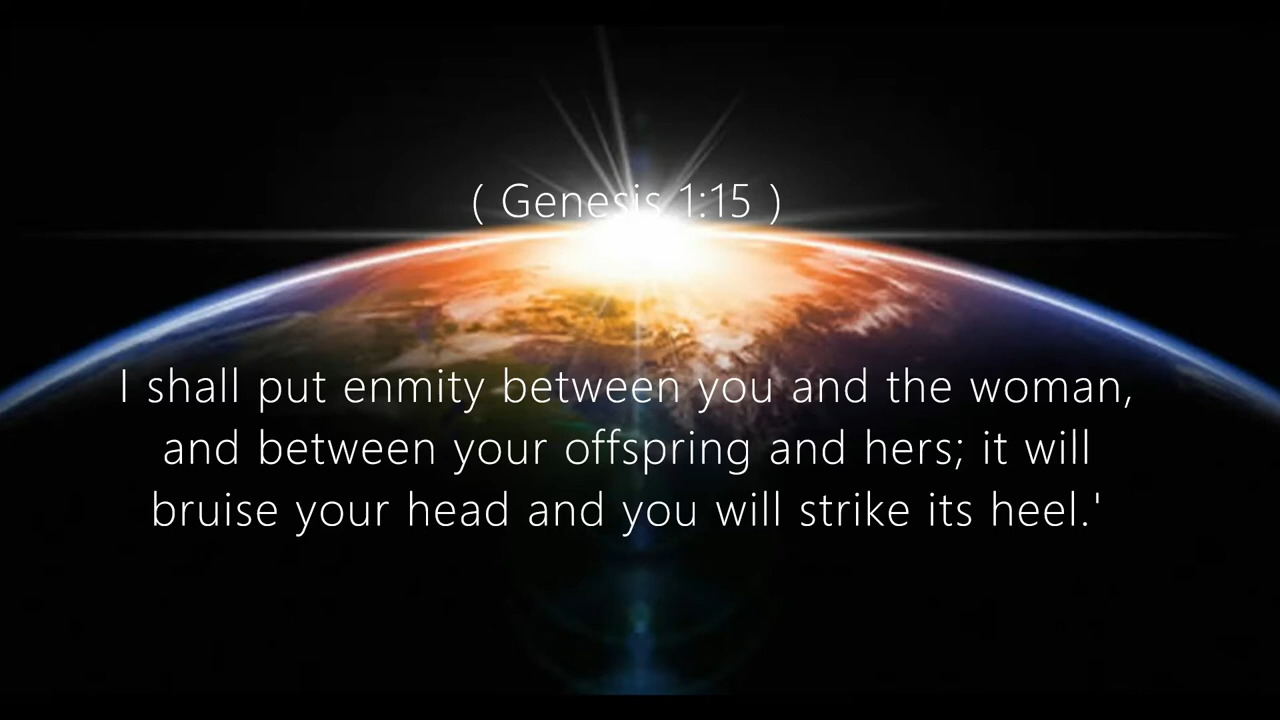 ( Genesis 1:15 )
I shall put enmity between you and the woman,
and between your offspring and hers; it will
bruise your head and you will strike its heel.'